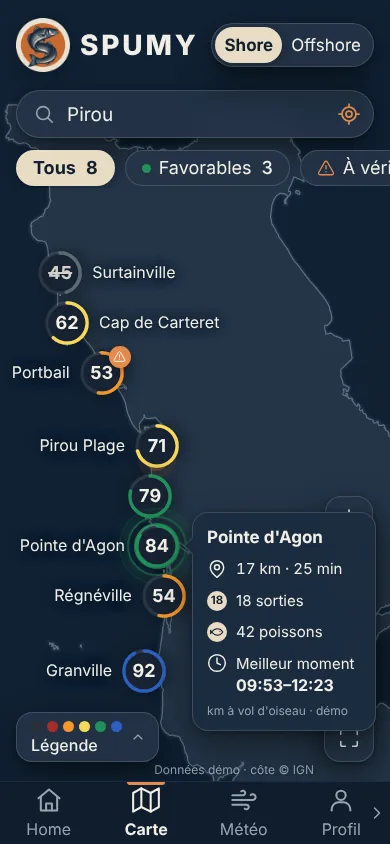 SPUMY
Shore Offshore
Pirou
Tous 8
Favorables 3
À véri
45 Surtainville
62 Cap de Carteret
Portbail 53
Pirou Plage 71
79
Pointe d'Agon 84
Régnéville 54
Granville 92
Pointe d'Agon
17 km · 25 min
18 18 sorties
42 poissons
Meilleur moment
09:53–12:23
km à vol d'oiseau · démo
Légende
Données démo · côte © IGN
Home Carte Météo Profil